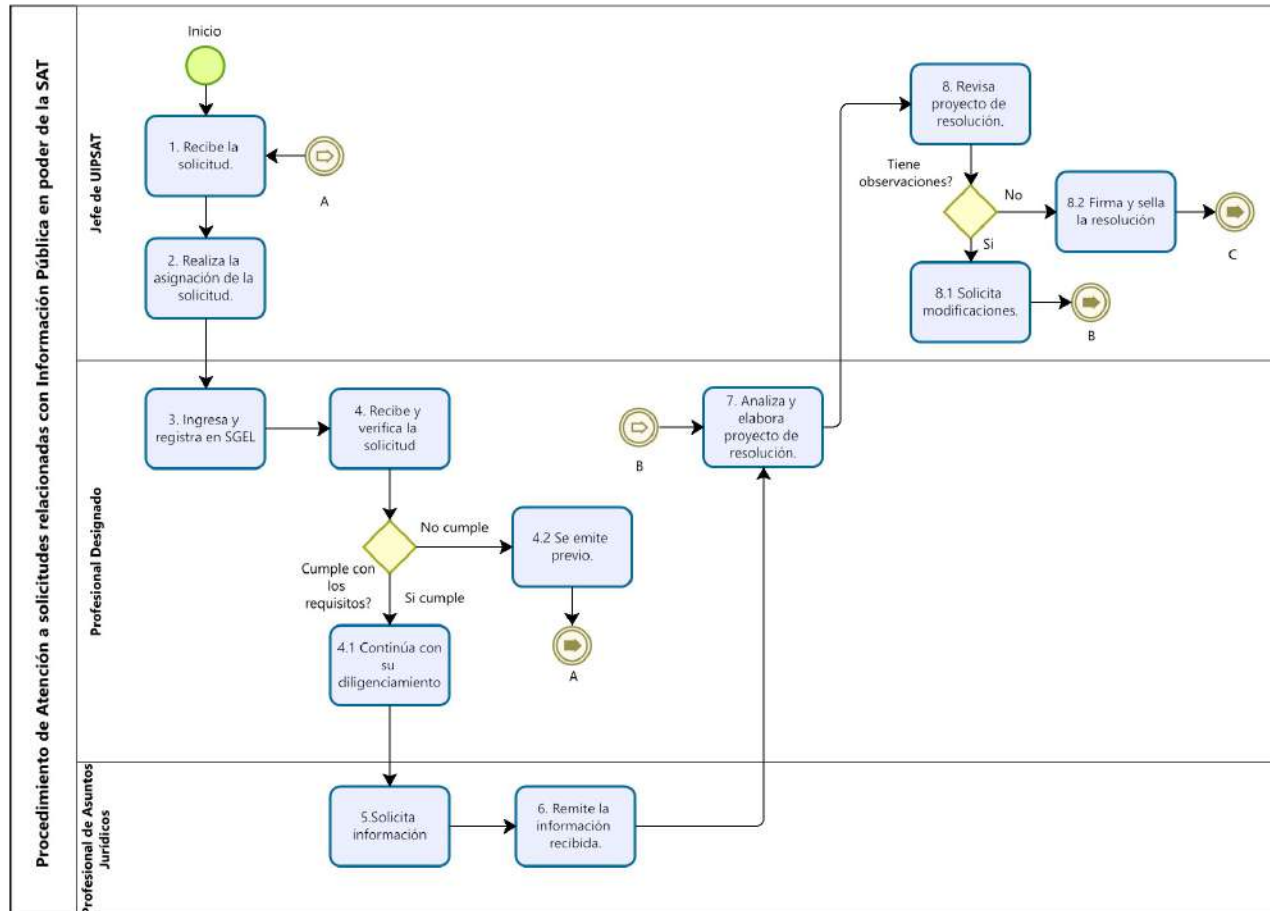 Procedimiento de Atención a solicitudes relacionadas con Información Pública en poder de la SAT
Jefe de UIPSAT
Inicio
1. Recibe la
solicitud.
A
2. Realiza la
asignación de la
solicitud.
8. Revisa
proyecto de
resolución.
Tiene
observaciones?
No
8.2 Firma y sella
la resolución
C
Si
8.1 Solicita
modificaciones.
B
Profesional Designado
3. Ingresa y
registra en SGEL
4. Recibe y
verifica la
solicitud
Cumple con
los
requisitos?
No cumple
4.2 Se emite
previo.
A
Si cumple
4.1 Continúa con
su
diligenciamiento
B
7. Analiza y
elabora
proyecto de
resolución.
Profesional de Asuntos
Jurídicos
5.Solicita
información
6. Remite la
información
recibida.